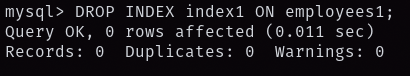 mysql> DROP INDEX index1 ON employees1;
Query OK, 0 rows affected (0.011 sec)
Records: 0  Duplicates: 0  Warnings: 0